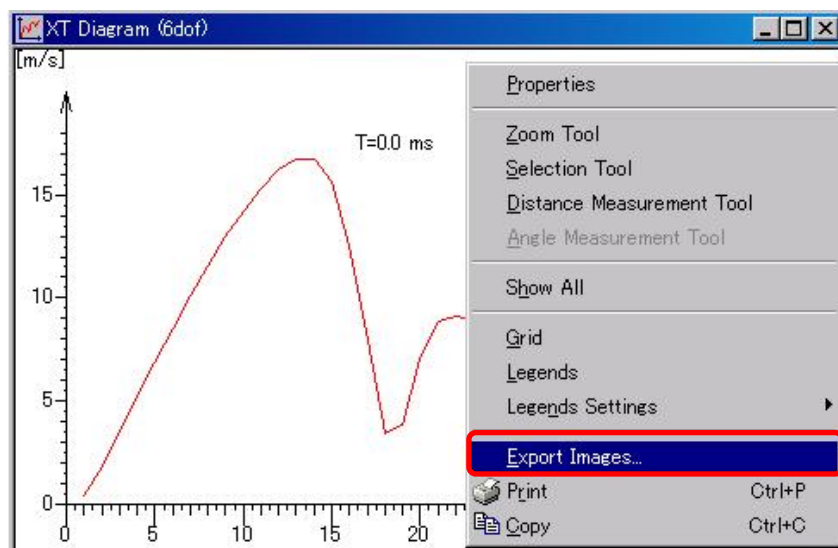 XT Diagram (6dof)
[m/s]
T=0.0 ms
15
10
5
0
0 5 10 15 20
Properties
Zoom Tool
Selection Tool
Distance Measurement Tool
Angle Measurement Tool
Show All
Grid
Legends
Legends Settings
Export Images...
Print Ctrl+P
Copy Ctrl+C